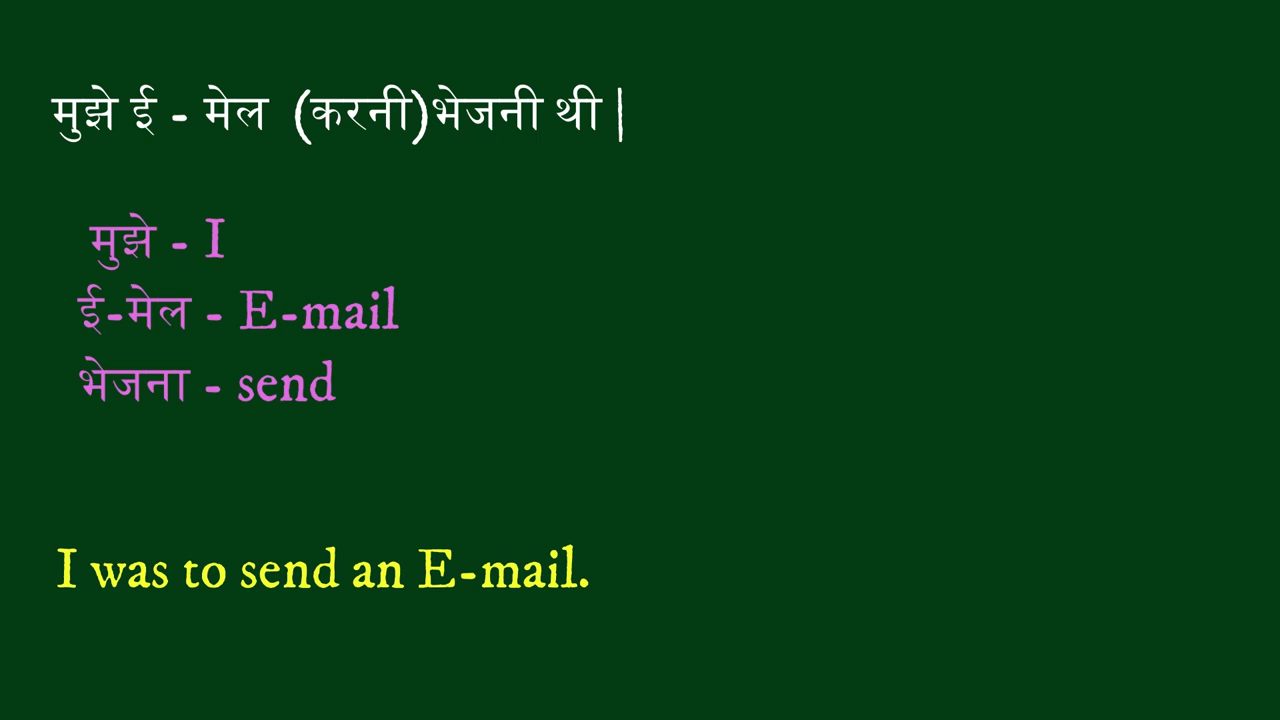 मुझे ई - मेल (करनी)भेजनी थी |
मुझे - I
ई-मेल - E-mail
भेजना - send
I was to send an E-mail.